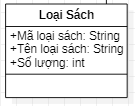 Loại Sách
+Mã loại sách: String
+Tên loại sách: String
+Số lượng: int